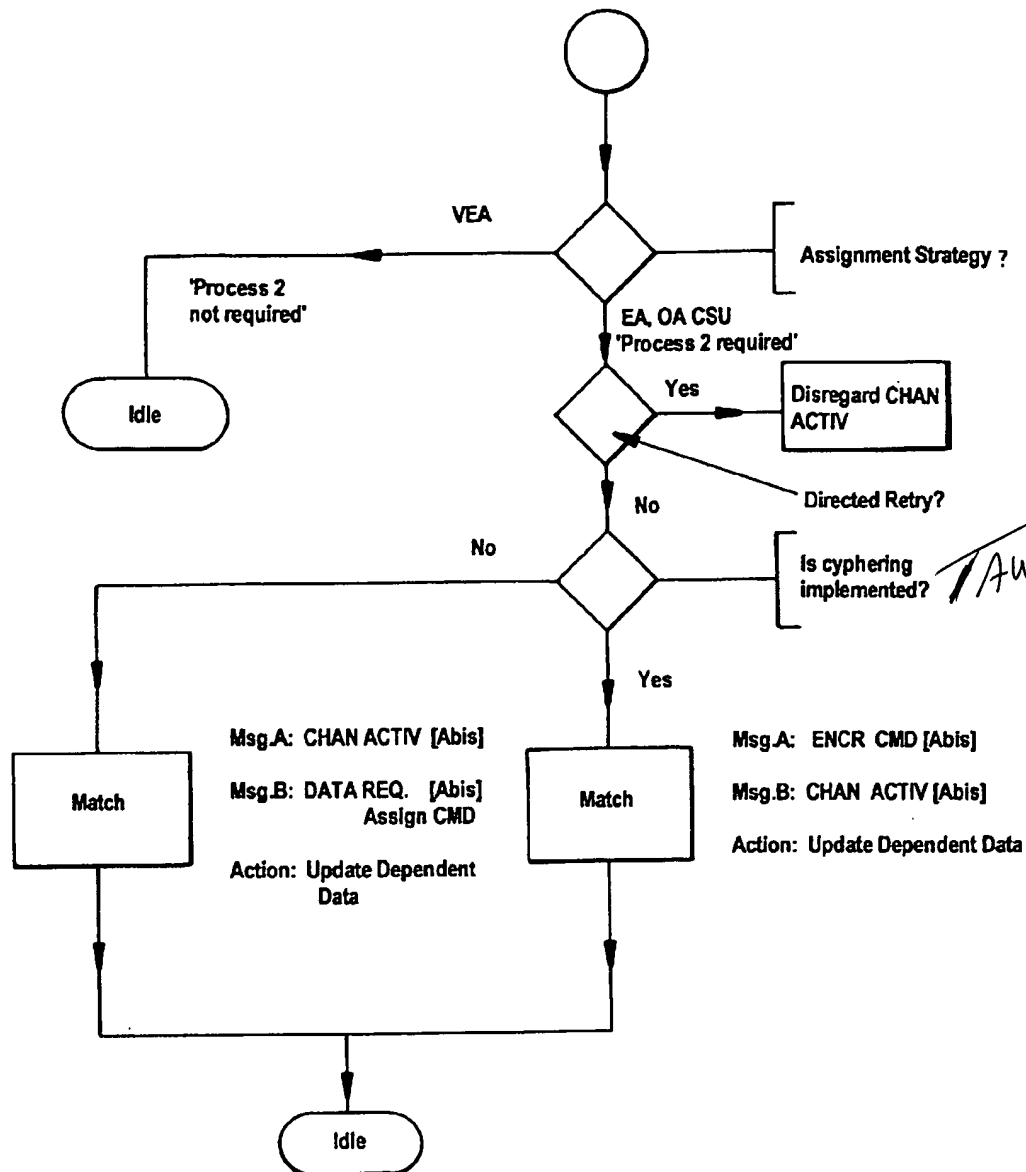 VEA
Assignment Strategy ?
'Process 2
not required'
EA, OA CSU
'Process 2 required'
Idle
Yes
Disregard CHAN
ACTIV
Directed Retry?
No
No
Is cyphering
implemented?
Yes
Msg.A: CHAN ACTIV [Abis]
Msg.B: DATA REQ. [Abis]
Assign CMD
Action: Update Dependent
Data
Match
Match
Msg.A: ENCR CMD [Abis]
Msg.B: CHAN ACTIV [Abis]
Action: Update Dependent Data
Idle